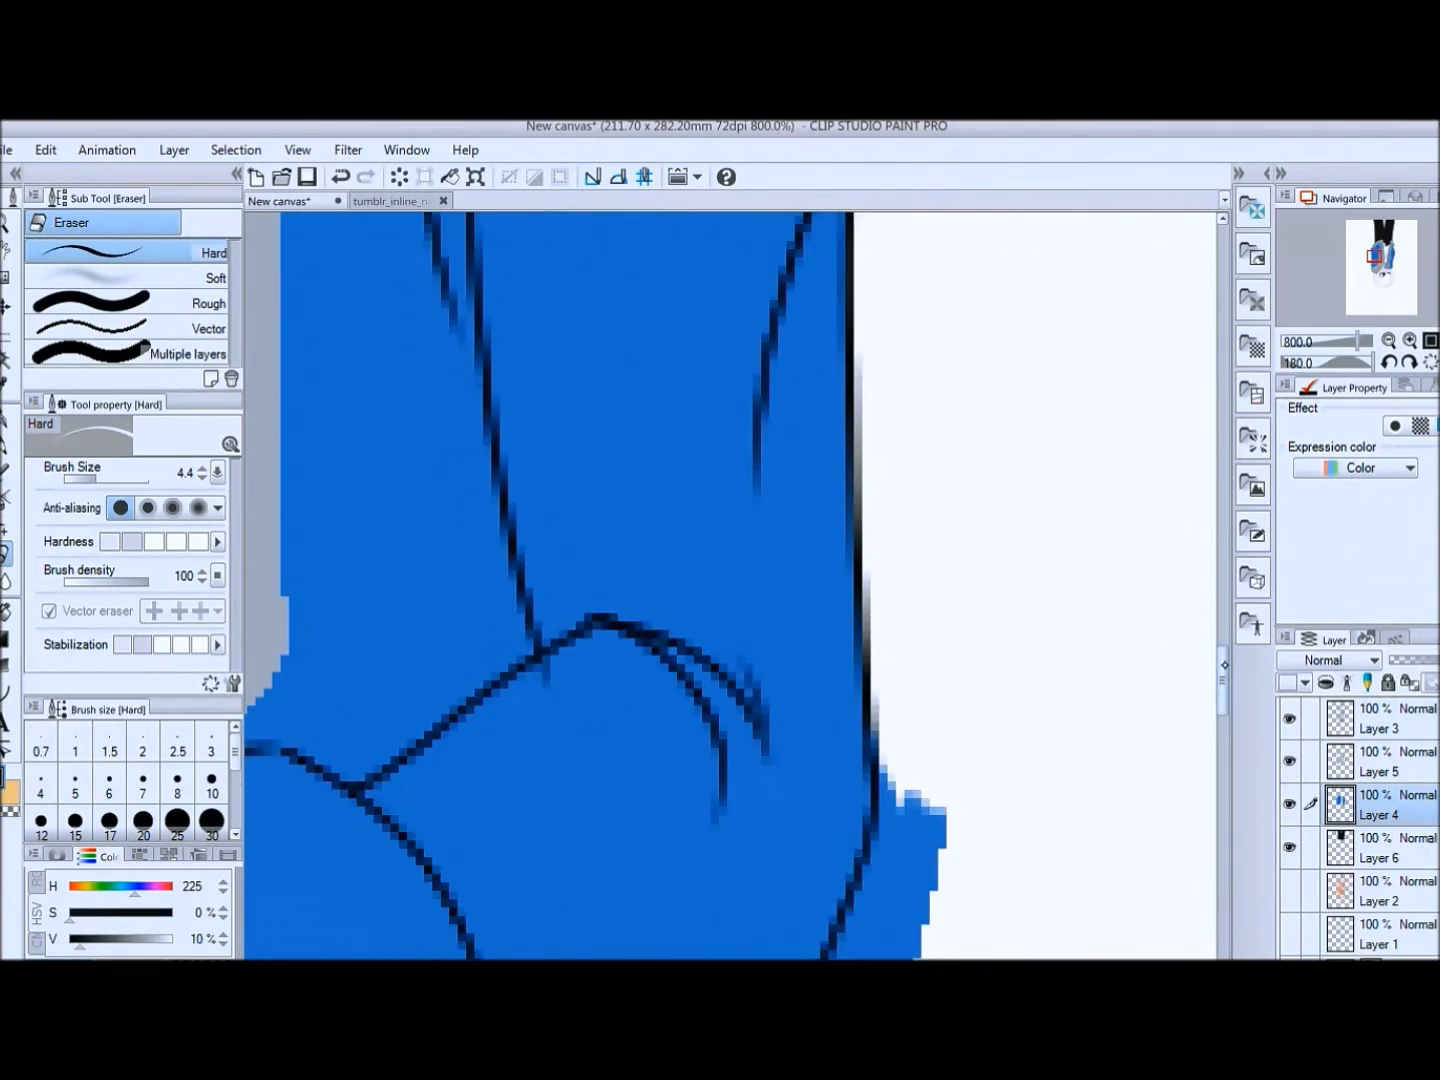 New canvas* (211.70 x 282.20mm 72dpi 800.0%) - CLIP STUDIO PAINT PRO
ile Edit Animation Layer Selection View Filter Window Help
Sub Tool [Eraser]
Eraser
Hard
Soft
Rough
Vector
Multiple layers
Tool property [Hard]
Hard
Brush Size 4.4
Anti-aliasing
Hardness
Brush density 100
Vector eraser
Stabilization
Brush size [Hard]
0.7 1 1.5 2 2.5 3
4 5 6 7 8 10
12 15 17 20 25 30
Colo
H 225
S 0 %
V 10 %
HSV
New canvas*
tumblr_inline_n
Navigator
800.0
180.0
Layer Property
Effect
Expression color
Color
Layer
Normal
100 % Normal
Layer 3
100 % Normal
Layer 5
100 % Normal
Layer 4
100 % Normal
Layer 6
100 % Normal
Layer 2
100 % Normal
Layer 1